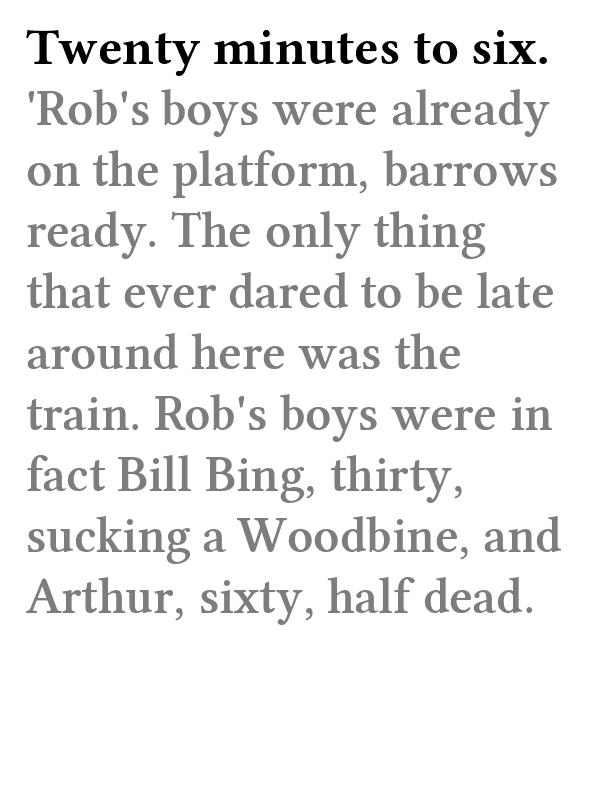 Twenty minutes to six.
'Rob's boys were already
on the platform, barrows
ready. The only thing
that ever dared to be late
around here was the
train. Rob's boys were in
fact Bill Bing, thirty,
sucking a Woodbine, and
Arthur, sixty, half dead.